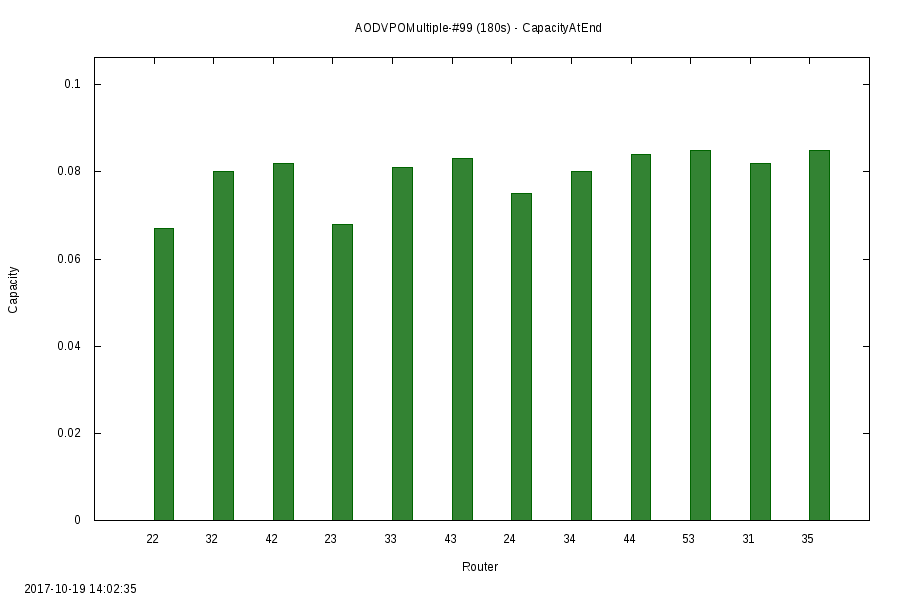 AODVPOMultiple-#99 (180s) - CapacityAtEnd
0.1
0.08
0.06
0.04
0.02
0
Capacity
22 32 42 23 33 43 24 34 44 53 31 35
Router
2017-10-19 14:02:35